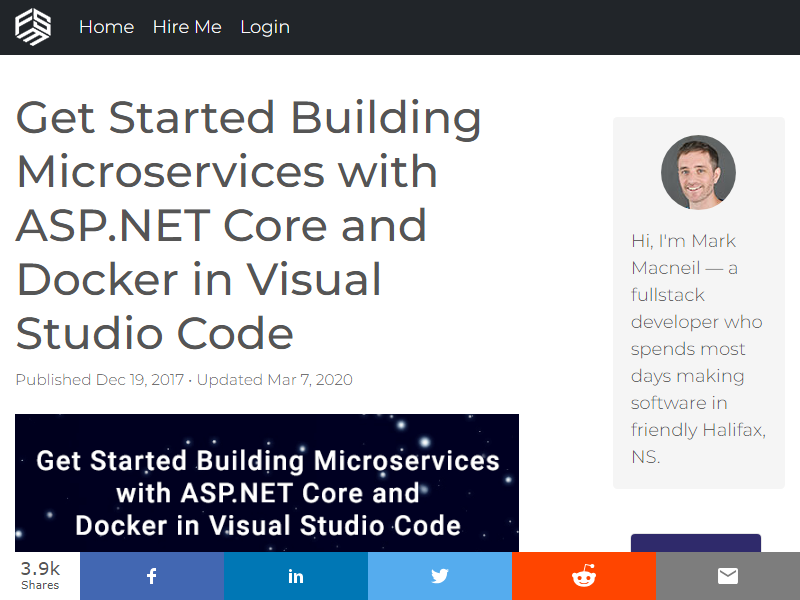 Home Hire Me Login
Get Started Building
Microservices with
ASP.NET Core and
Docker in Visual
Studio Code
Published Dec 19, 2017 • Updated Mar 7, 2020
Get Started Building Microservices
with ASP.NET Core and
Docker in Visual Studio Code
Hi, I'm Mark
Macneil — a
fullstack
developer who
spends most
days making
software in
friendly Halifax,
NS.
3.9k
Shares